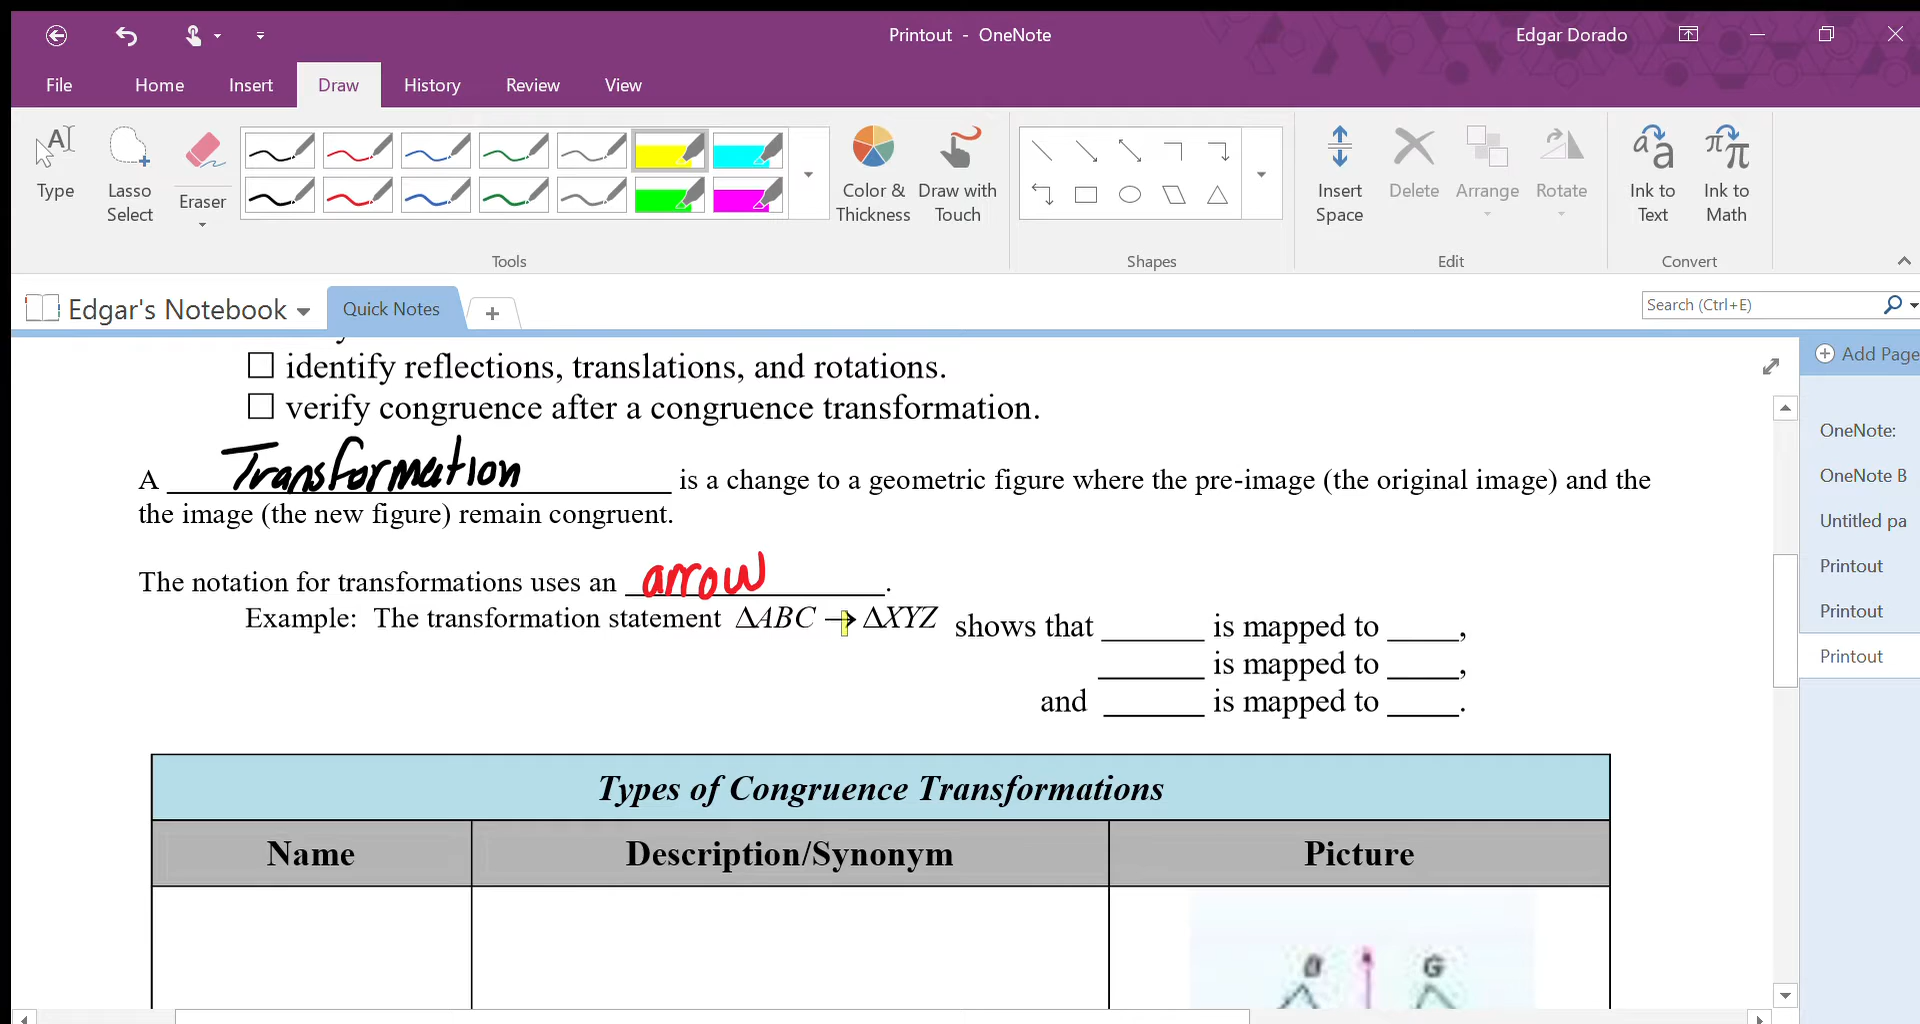 Printout - OneNote
Edgar Dorado
File Home Insert Draw History Review View
Type
Lasso Select
Eraser
Color & Thickness
Draw with Touch
Insert Space
Delete
Arrange
Rotate
Ink to Text
Ink to Math
Tools
Shapes
Edit
Convert
Edgar's Notebook
Quick Notes
Search (Ctrl+E)
Add Page
OneNote:
OneNote B
Untitled pa
Printout
Printout
Printout
☐ identify reflections, translations, and rotations.
☐ verify congruence after a congruence transformation.
A Transformation is a change to a geometric figure where the pre-image (the original image) and the
the image (the new figure) remain congruent.
The notation for transformations uses an arrow.
Example: The transformation statement ΔABC → ΔXYZ shows that ______ is mapped to ____,
______ is mapped to ____,
and ______ is mapped to ____.
Types of Congruence Transformations
Name Description/Synonym Picture
B G